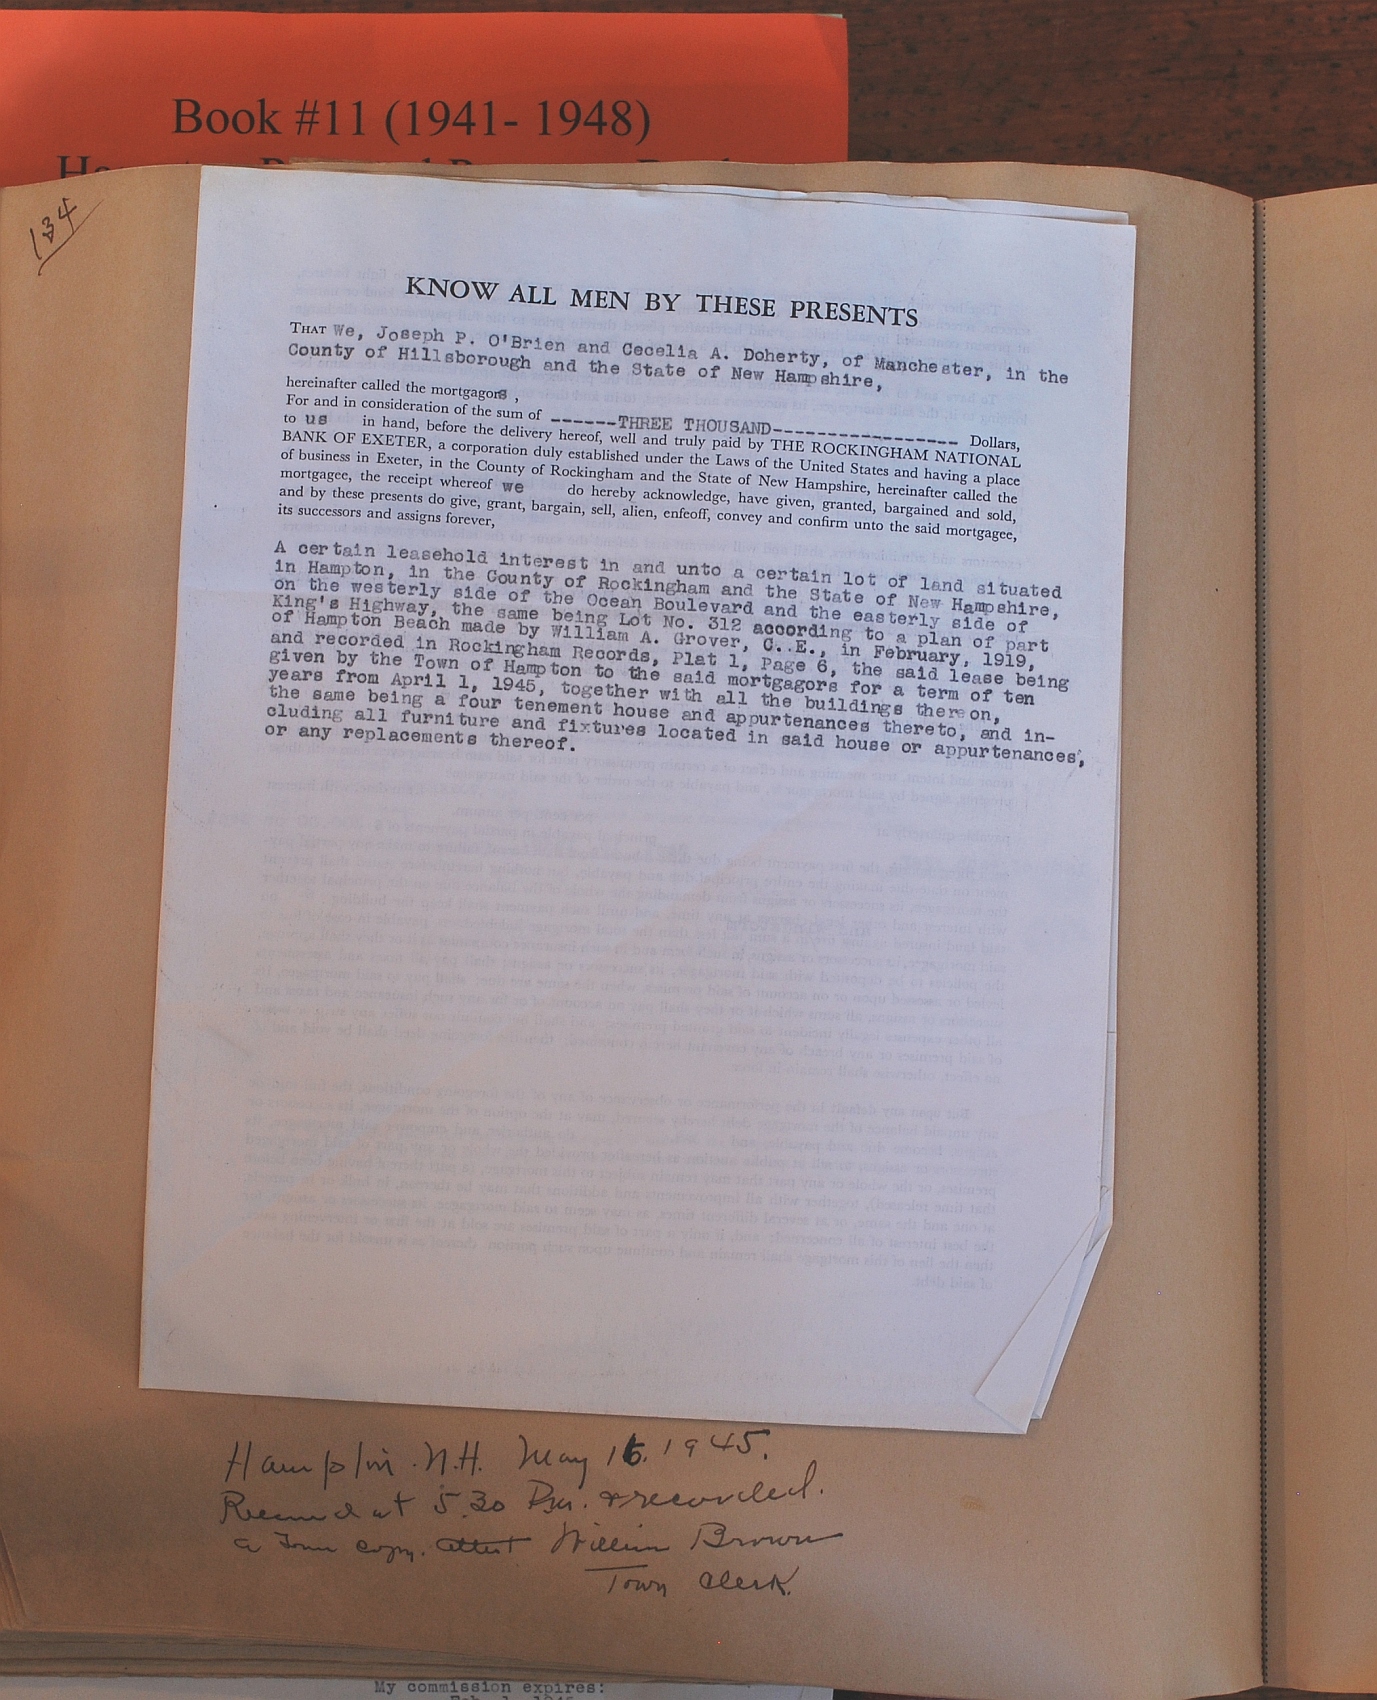 Book #11 (1941- 1948)
134
KNOW ALL MEN BY THESE PRESENTS
THAT We, Joseph P. O'Brien and Cecelia A. Doherty, of Manchester, in the
County of Hillsborough and the State of New Hampshire,
hereinafter called the mortgagors ,
For and in consideration of the sum of ------THREE THOUSAND----------------- Dollars,
to us in hand, before the delivery hereof, well and truly paid by THE ROCKINGHAM NATIONAL
BANK OF EXETER, a corporation duly established under the Laws of the United States and having a place
of business in Exeter, in the County of Rockingham and the State of New Hampshire, hereinafter called the
mortgagee, the receipt whereof we do hereby acknowledge, have given, granted, bargained and sold,
and by these presents do give, grant, bargain, sell, alien, enfeoff, convey and confirm unto the said mortgagee,
its successors and assigns forever,
A certain leasehold interest in and unto a certain lot of land situated
in Hampton, in the County of Rockingham and the State of New Hampshire,
on the westerly side of the Ocean Boulevard and the easterly side of
King's Highway, the same being Lot No. 312 according to a plan of part
of Hampton Beach made by William A. Grover, C..E., in February, 1919,
and recorded in Rockingham Records, Plat 1, Page 6, the said lease being
given by the Town of Hampton to the said mortgagors for a term of ten
years from April 1, 1945, together with all the buildings thereon,
the same being a four tenement house and appurtenances thereto, and in-
cluding all furniture and fixtures located in said house or appurtenances,
or any replacements thereof.
Hampton. N.H. May 16. 1945.
Received at 5.30 P.M. & recorded.
a True copy. attest William Brown
Town Clerk.
My commission expires: